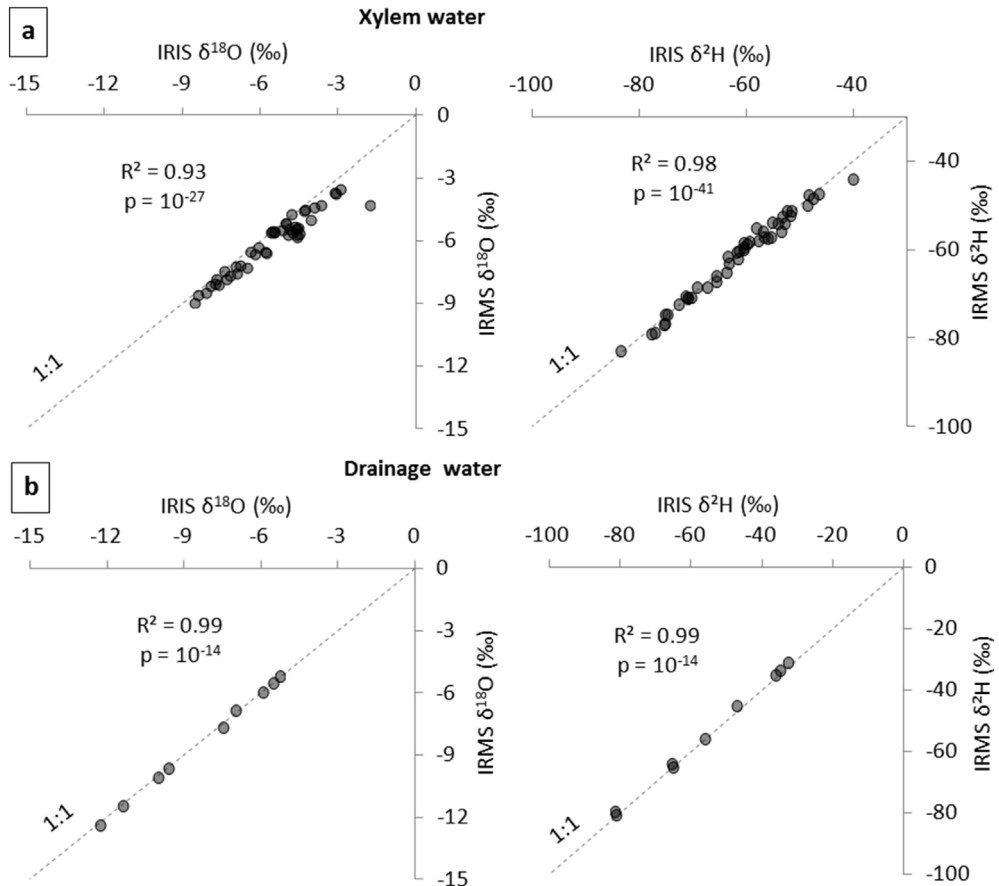 a
Xylem water
IRIS δ¹⁸O (‰)
-15 -12 -9 -6 -3 0
0
-3
-6
-9
-12
-15
IRMS δ¹⁸O (‰)
R² = 0.93
p = 10⁻²⁷
1:1
IRIS δ²H (‰)
-100 -80 -60 -40
-40
-60
-80
-100
IRMS δ²H (‰)
R² = 0.98
p = 10⁻⁴¹
1:1
b
Drainage water
IRIS δ¹⁸O (‰)
-15 -12 -9 -6 -3 0
0
-3
-6
-9
-12
-15
IRMS δ¹⁸O (‰)
R² = 0.99
p = 10⁻¹⁴
1:1
IRIS δ²H (‰)
-100 -80 -60 -40 -20 0
0
-20
-40
-60
-80
-100
IRMS δ²H (‰)
R² = 0.99
p = 10⁻¹⁴
1:1